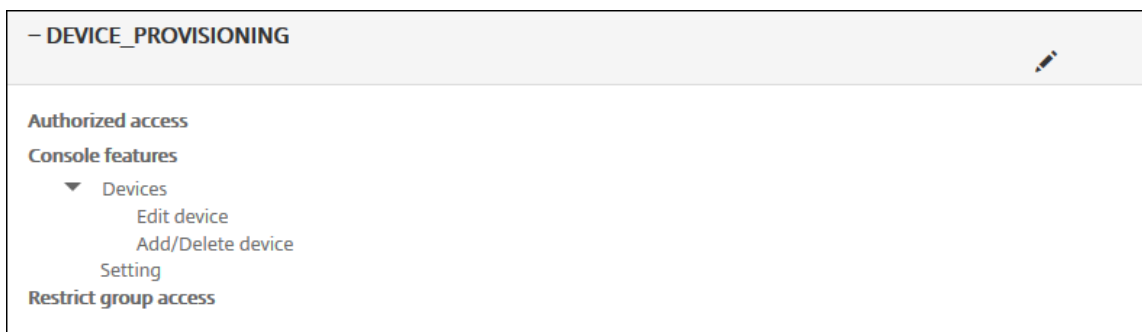 – DEVICE_PROVISIONING
Authorized access
Console features
Devices
Edit device
Add/Delete device
Setting
Restrict group access